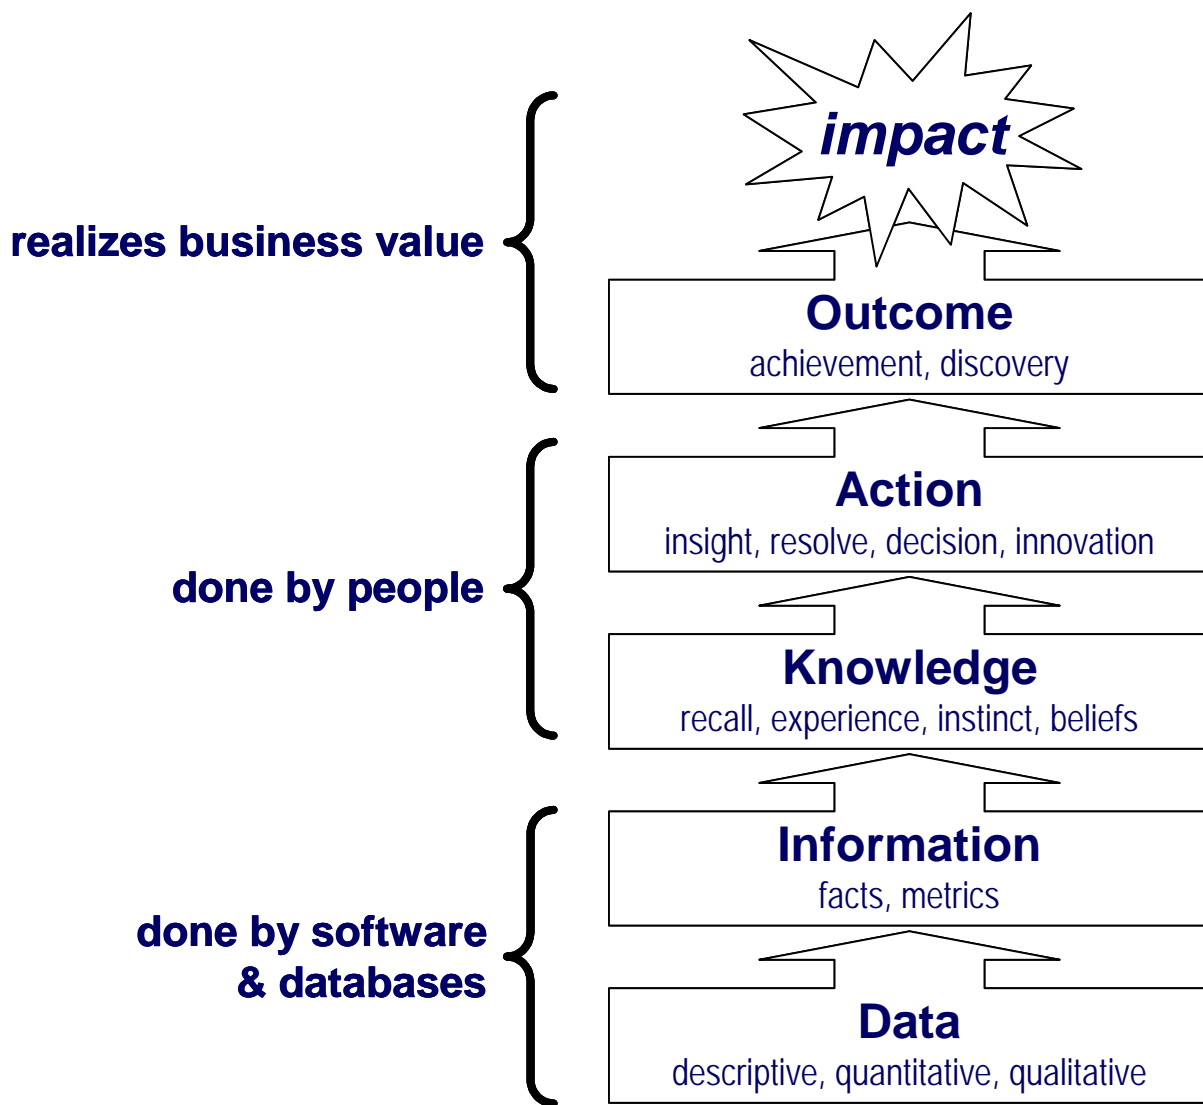 impact
realizes business value
Outcome
achievement, discovery
Action
insight, resolve, decision, innovation
done by people
Knowledge
recall, experience, instinct, beliefs
Information
facts, metrics
done by software
& databases
Data
descriptive, quantitative, qualitative